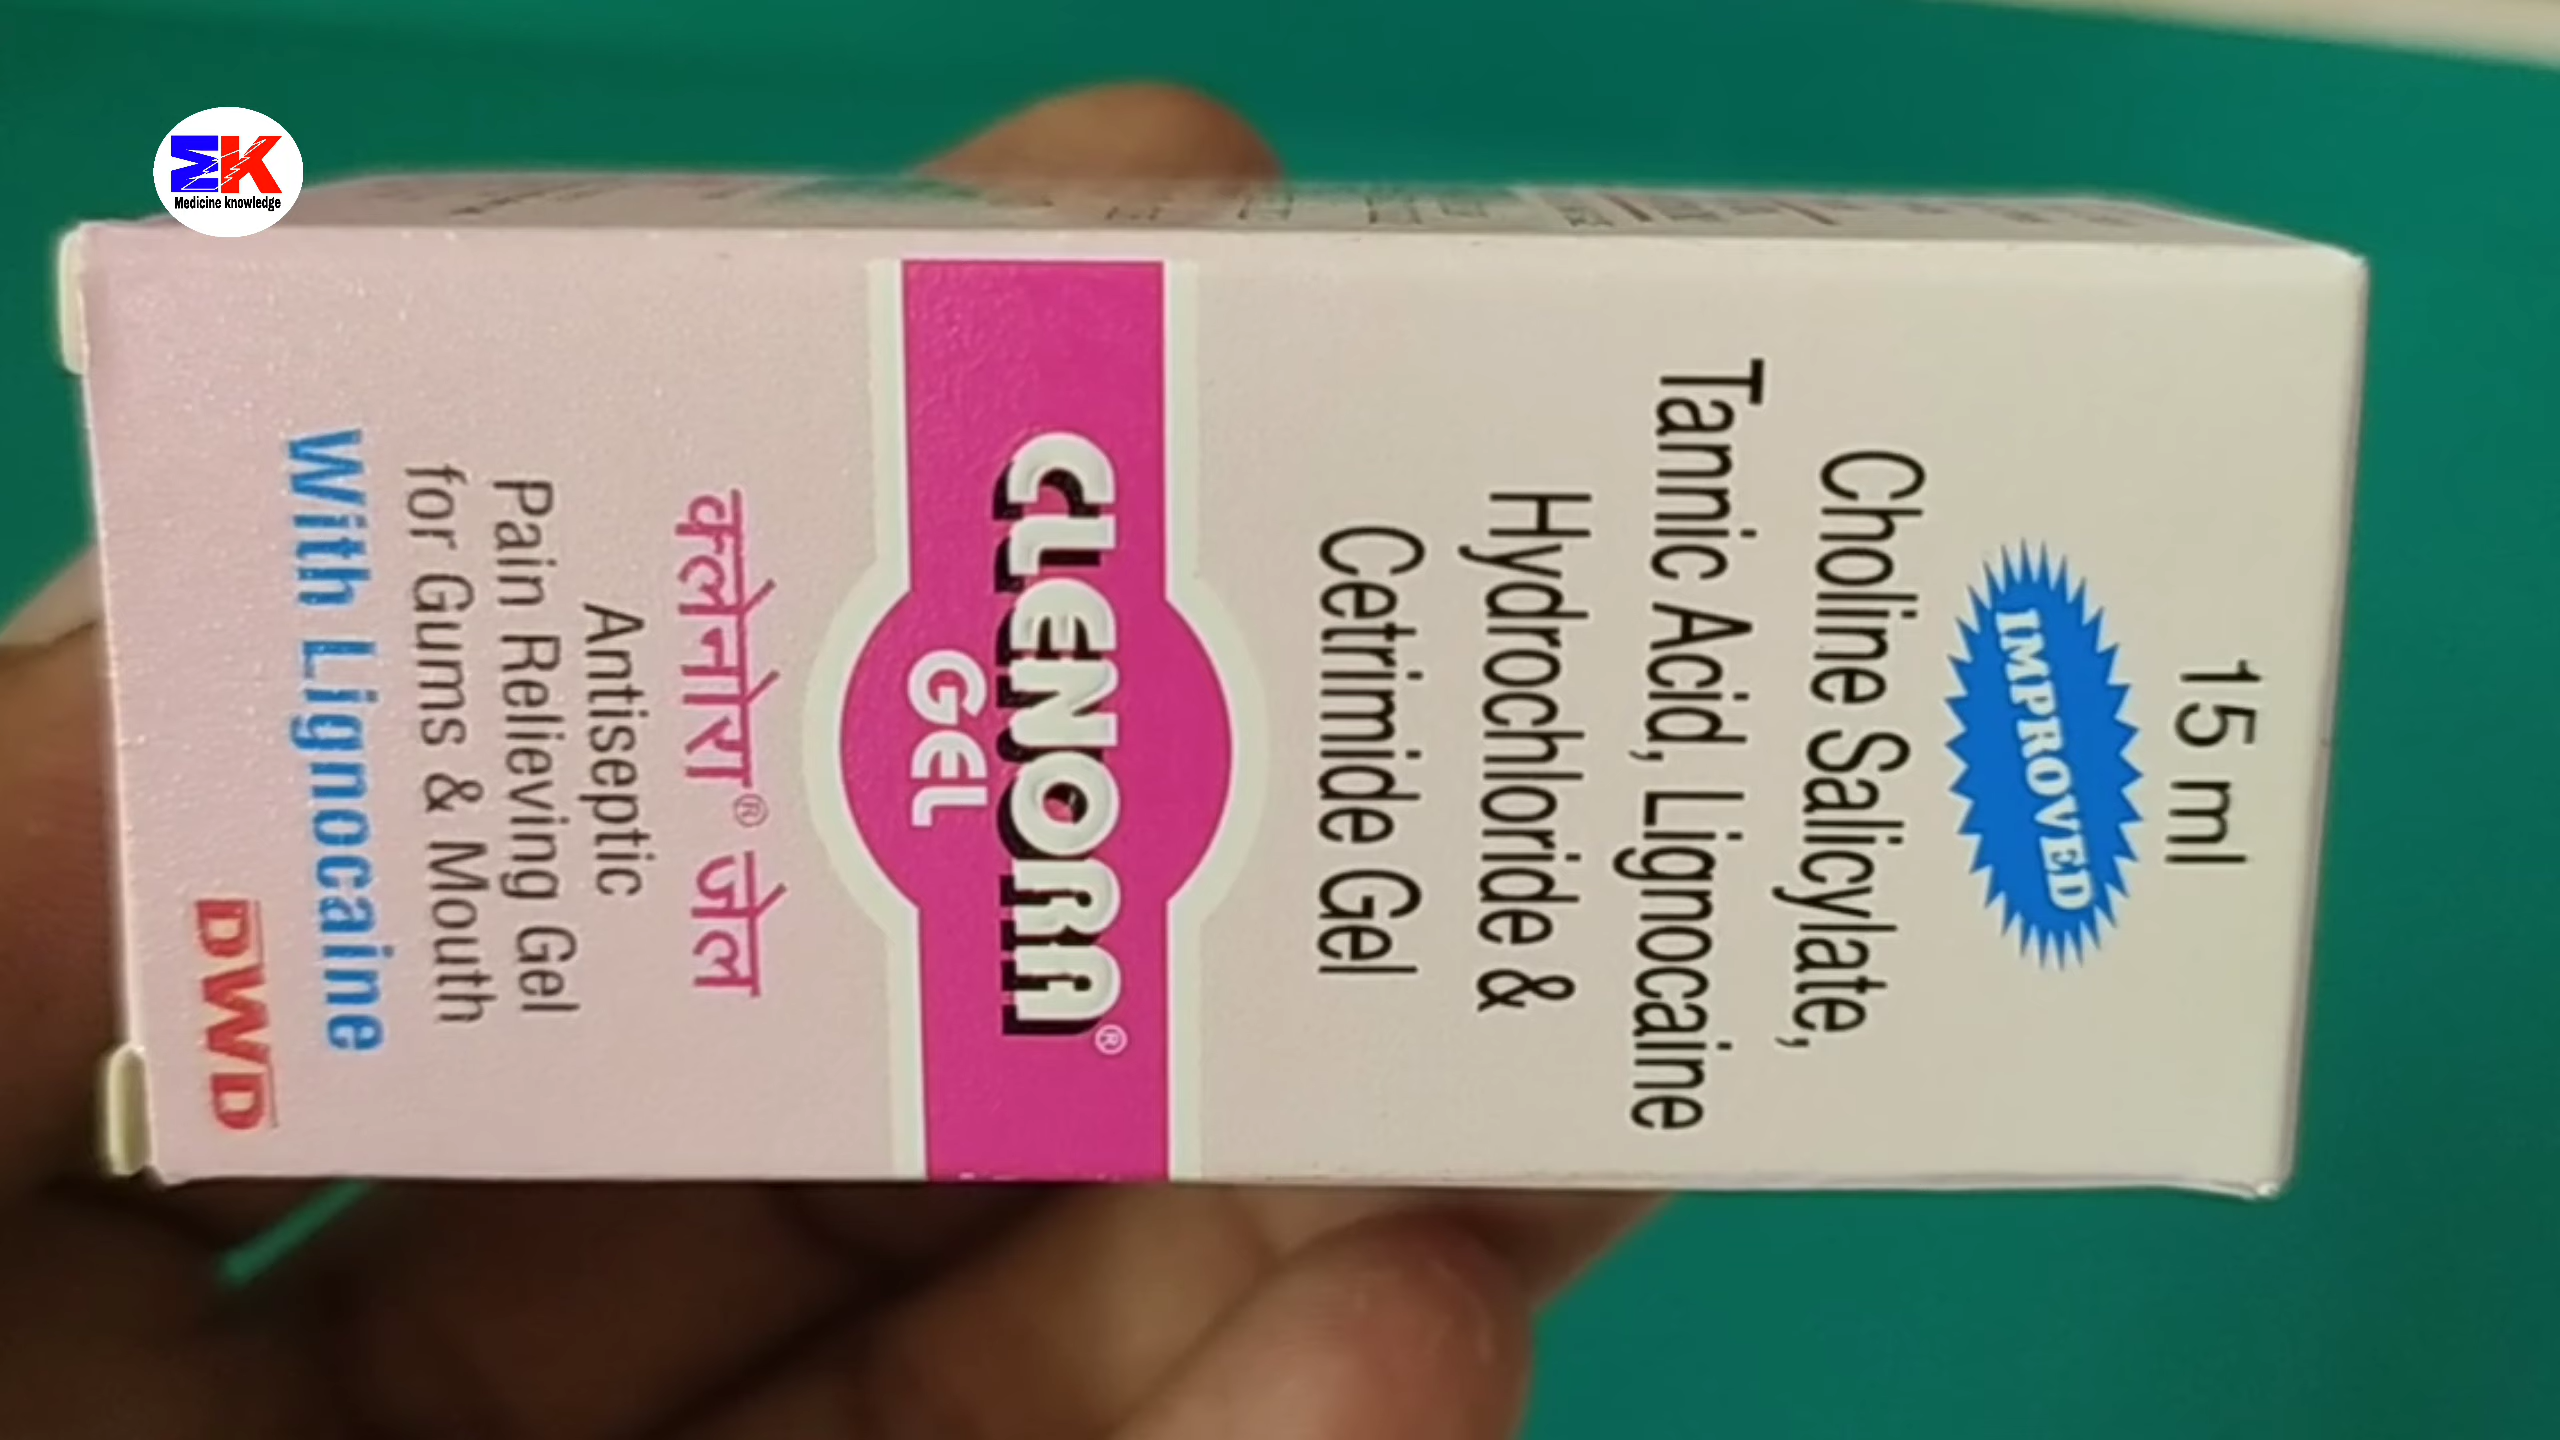 MK
Medicine knowledge
15 ml
IMPROVED
Choline Salicylate,
Tannic Acid, Lignocaine
Hydrochloride &
Cetrimide Gel
CLENORA®
GEL
क्लेनोरा® जेल
Antiseptic
Pain Relieving Gel
for Gums & Mouth
With Lignocaine
DWD